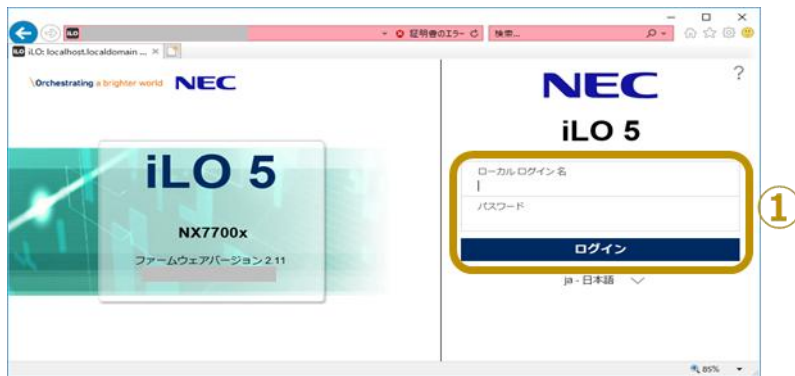 iLO
証明書のエラー
検索...
iLO
iLO: localhost.localdomain ...
\Orchestrating a brighter world NEC
iLO 5
NX7700x
ファームウェアバージョン 2.11
NEC
?
iLO 5
ローカル ログイン名
パスワード
ログイン
ja - 日本語
①
85%